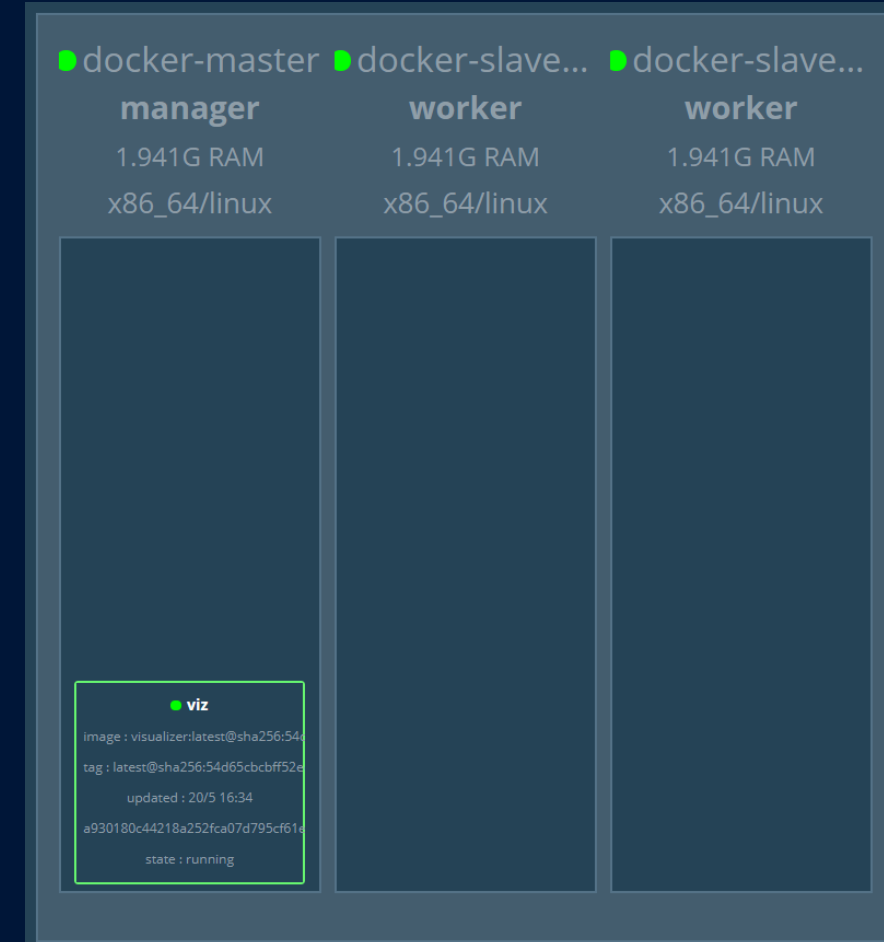 docker-master
manager
1.941G RAM
x86_64/linux
docker-slave...
worker
1.941G RAM
x86_64/linux
docker-slave...
worker
1.941G RAM
x86_64/linux
viz
image : visualizer:latest@sha256:54d
tag : latest@sha256:54d65cbcbff52e
updated : 20/5 16:34
a930180c44218a252fca07d795cf61e
state : running